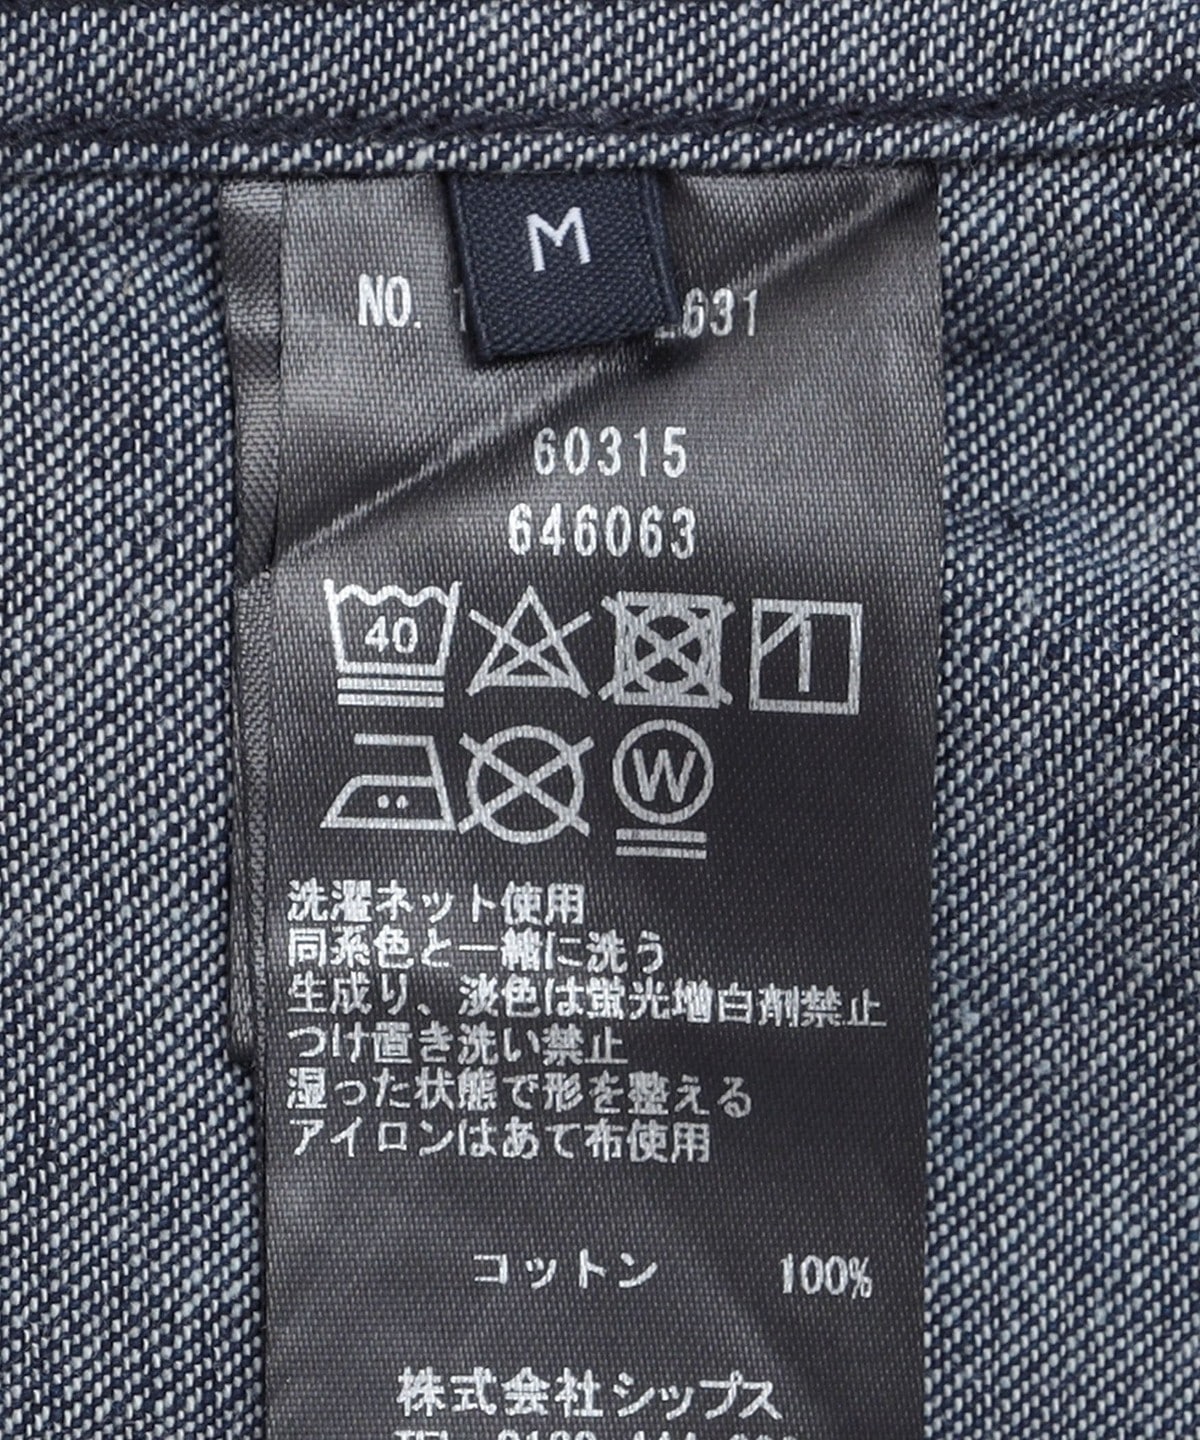 M
NO.
631
60315
646063
40
W
洗濯ネット使用
同系色と一緒に洗う
生成り、淡色は蛍光増白剤禁止
つけ置き洗い禁止
湿った状態で形を整える
アイロンはあて布使用
コットン 100%
株式会社シップス